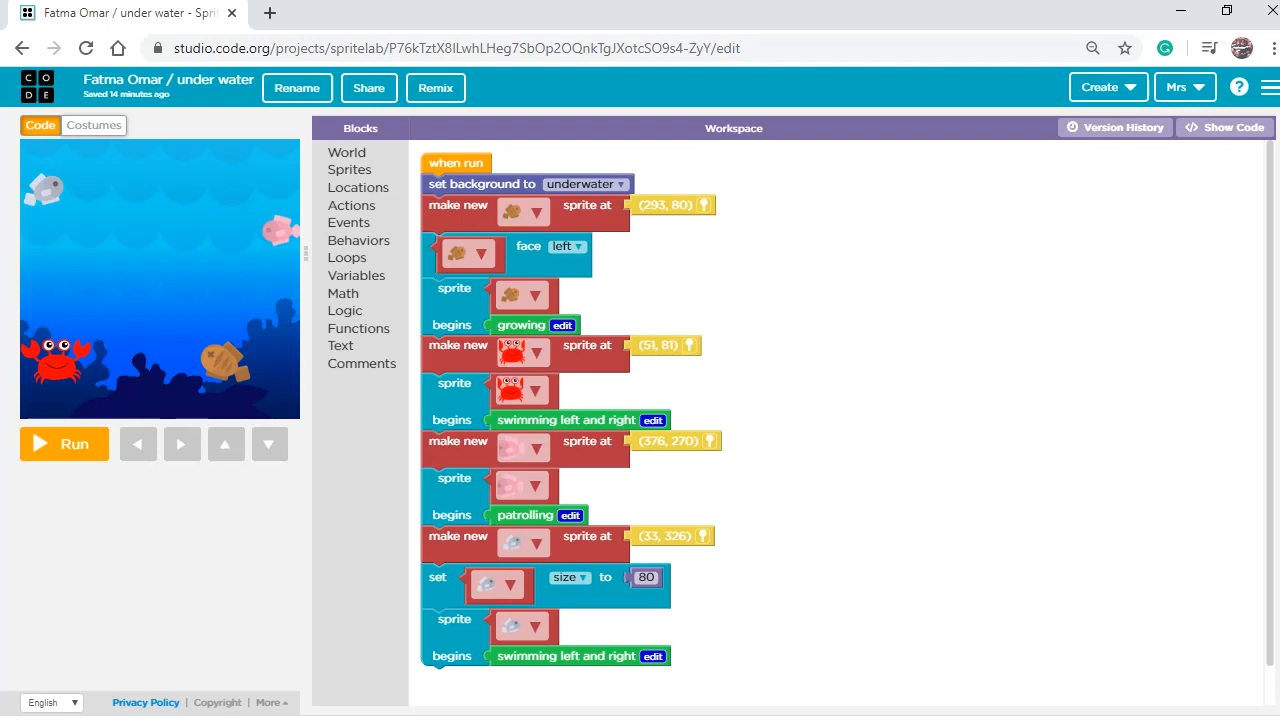 Fatma Omar / under water - Sprit
studio.code.org/projects/spritelab/P76kTztX8ILwhLHeg7SbBp2OQnkTgJXotcSO9s4-ZyY/edit
C O
D E
Fatma Omar / under water
Saved 14 minutes ago
Rename
Share
Remix
Create
Mrs
?
Code
Costumes
Blocks
Workspace
Version History
Show Code
World
Sprites
Locations
Actions
Events
Behaviors
Loops
Variables
Math
Logic
Functions
Text
Comments
when run
set background to underwater
make new sprite at (293, 80)
face left
sprite
begins growing edit
make new sprite at (51, 81)
sprite
begins swimming left and right edit
make new sprite at (376, 270)
sprite
begins patrolling edit
make new sprite at (33, 326)
set size to 80
sprite
begins swimming left and right edit
Run
English
Privacy Policy | Copyright | More